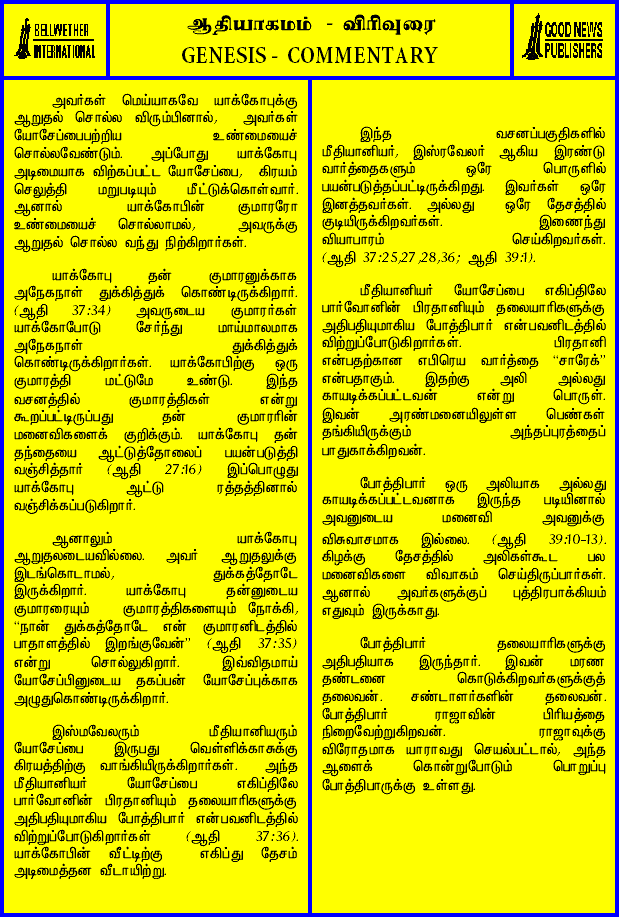 BELLWETHER
INTERNATIONAL
ஆதியாகமம் - விரிவுரை
GENESIS - COMMENTARY
GOOD NEWS
PUBLISHERS
அவர்கள் மெய்யாகவே யாக்கோபுக்கு
ஆறுதல் சொல்ல விரும்பினால், அவர்கள்
யோசேப்பைபற்றிய உண்மையைச்
சொல்லவேண்டும். அப்போது யாக்கோபு
அடிமையாக விற்கப்பட்ட யோசேப்பை, கிரயம்
செலுத்தி மறுபடியும் மீட்டுக்கொள்வார்.
ஆனால் யாக்கோபின் குமாரரோ
உண்மையைச் சொல்லாமல், அவருக்கு
ஆறுதல் சொல்ல வந்து நிற்கிறார்கள்.
யாக்கோபு தன் குமாரனுக்காக
அநேகநாள் துக்கித்துக் கொண்டிருக்கிறார்.
(ஆதி 37:34) அவருடைய குமாரர்கள்
யாக்கோபோடு சேர்ந்து மாய்மாலமாக
அநேகநாள் துக்கித்துக்
கொண்டிருக்கிறார்கள். யாக்கோபிற்கு ஒரு
குமாரத்தி மட்டுமே உண்டு. இந்த
வசனத்தில் குமாரத்திகள் என்று
கூறப்பட்டிருப்பது தன் குமாரரின்
மனைவிகளைக் குறிக்கும். யாக்கோபு தன்
தந்தையை ஆட்டுத்தோலைப் பயன்படுத்தி
வஞ்சித்தார் (ஆதி 27:16) இப்பொழுது
யாக்கோபு ஆட்டு ரத்தத்தினால்
வஞ்சிக்கப்படுகிறார்.
ஆனாலும் யாக்கோபு
ஆறுதலடையவில்லை. அவர் ஆறுதலுக்கு
இடங்கொடாமல், துக்கத்தோடே
இருக்கிறார். யாக்கோபு தன்னுடைய
குமாரரையும் குமாரத்திகளையும் நோக்கி,
“நான் துக்கத்தோடே என் குமாரனிடத்தில்
பாதாளத்தில் இறங்குவேன்” (ஆதி 37:35)
என்று சொல்லுகிறார். இவ்விதமாய்
யோசேப்பினுடைய தகப்பன் யோசேப்புக்காக
அழுதுகொண்டிருக்கிறார்.
இஸ்மவேலரும் மீதியானியரும்
யோசேப்பை இருபது வெள்ளிக்காசுக்கு
கிரயத்திற்கு வாங்கியிருக்கிறார்கள். அந்த
மீதியானியர் யோசேப்பை எகிப்திலே
பார்வோனின் பிரதானியும் தலையாரிகளுக்கு
அதிபதியுமாகிய போத்திபார் என்பவனிடத்தில்
விற்றுப்போடுகிறார்கள் (ஆதி 37:36).
யாக்கோபின் வீட்டிற்கு எகிப்து தேசம்
அடிமைத்தன வீடாயிற்று.
இந்த வசனப்பகுதிகளில்
மீதியானியர், இஸ்ரவேலர் ஆகிய இரண்டு
வார்த்தைகளும் ஒரே பொருளில்
பயன்படுத்தப்பட்டிருக்கிறது. இவர்கள் ஒரே
இனத்தவர்கள். அல்லது ஒரே தேசத்தில்
குடியிருக்கிறவர்கள். இணைந்து
வியாபாரம் செய்கிறவர்கள்.
(ஆதி 37:25,27,28,36; ஆதி 39:1).
மீதியானியர் யோசேப்பை எகிப்திலே
பார்வோனின் பிரதானியும் தலையாரிகளுக்கு
அதிபதியுமாகிய போத்திபார் என்பவனிடத்தில்
விற்றுப்போடுகிறார்கள். பிரதானி
என்பதற்கான எபிரெய வார்த்தை “சாரேக்”
என்பதாகும். இதற்கு அலி அல்லது
காயடிக்கப்பட்டவன் என்று பொருள்.
இவன் அரண்மனையிலுள்ள பெண்கள்
தங்கியிருக்கும் அந்தப்புரத்தைப்
பாதுகாக்கிறவன்.
போத்திபார் ஒரு அலியாக அல்லது
காயடிக்கப்பட்டவனாக இருந்த படியினால்
அவனுடைய மனைவி அவனுக்கு
விசுவாசமாக இல்லை. (ஆதி 39:10-13).
கிழக்கு தேசத்தில் அலிகள்கூட பல
மனைவிகளை விவாகம் செய்திருப்பார்கள்.
ஆனால் அவர்களுக்குப் புத்திரபாக்கியம்
எதுவும் இருக்காது.
போத்திபார் தலையாரிகளுக்கு
அதிபதியாக இருந்தார். இவன் மரண
தண்டனை கொடுக்கிறவர்களுக்குத்
தலைவன். சண்டாளர்களின் தலைவன்.
போத்திபார் ராஜாவின் பிரியத்தை
நிறைவேற்றுகிறவன். ராஜாவுக்கு
விரோதமாக யாராவது செயல்பட்டால், அந்த
ஆளைக் கொன்றுபோடும் பொறுப்பு
போத்திபாருக்கு உள்ளது.